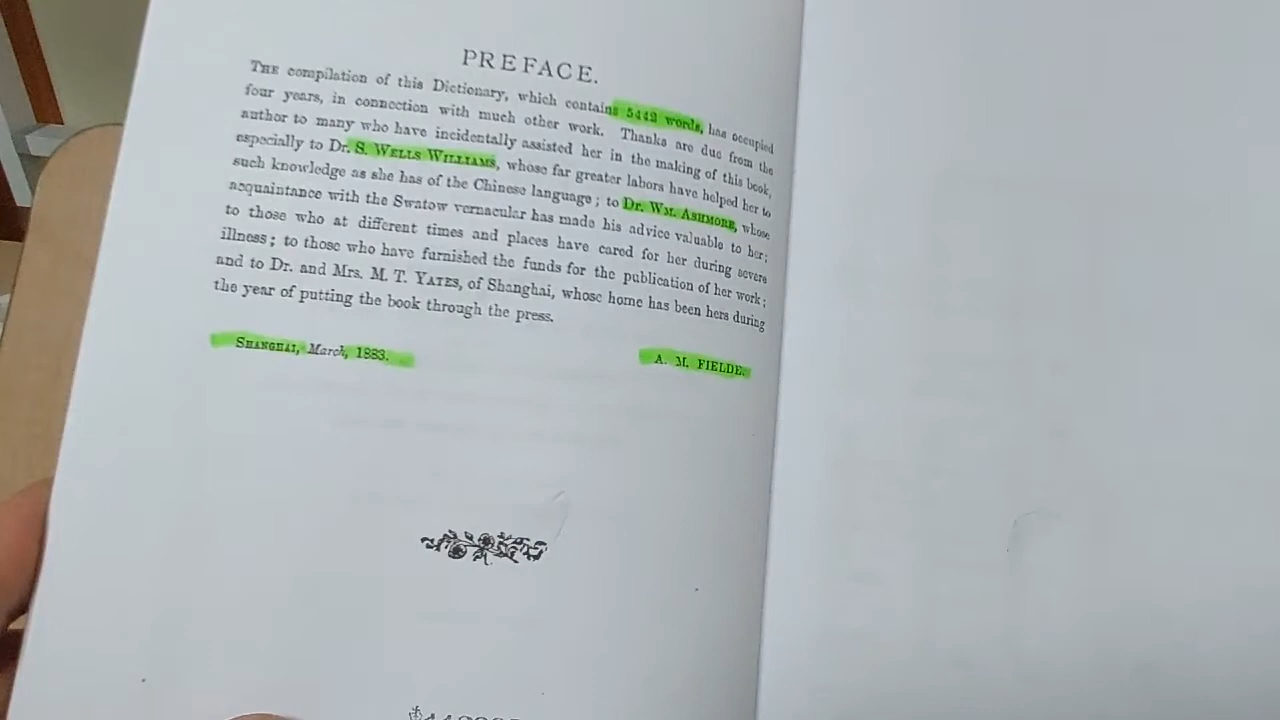 PREFACE.
THE compilation of this Dictionary, which contains 5442 words, has occupied
four years, in connection with much other work. Thanks are due from the
author to many who have incidentally assisted her in the making of this book,
especially to Dr. S. WELLS WILLIAMS, whose far greater labors have helped her to
such knowledge as she has of the Chinese language; to Dr. WM. ASHMORE, whose
acquaintance with the Swatow vernacular has made his advice valuable to her;
to those who at different times and places have cared for her during severe
illness; to those who have furnished the funds for the publication of her work;
and to Dr. and Mrs. M. T. YATES, of Shanghai, whose home has been hers during
the year of putting the book through the press.
SHANGHAI, March, 1883.
A. M. FIELDE.